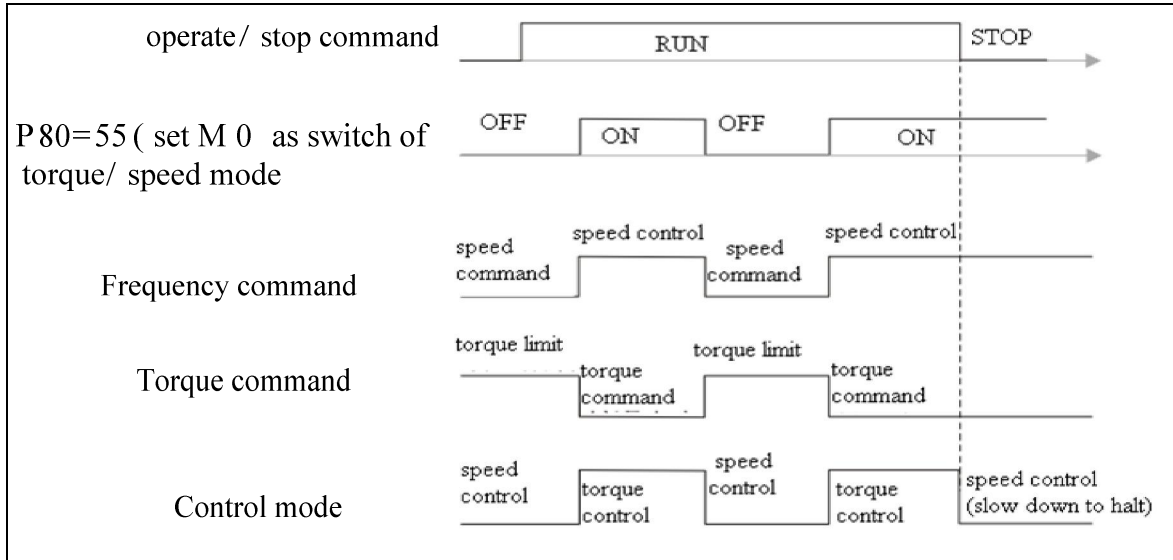 operate/ stop command
RUN
STOP
P80=55( set M 0 as switch of
torque/ speed mode
OFF
ON
OFF
ON
Frequency command
speed
command
speed control
speed
command
speed control
Torque command
torque limit
torque
command
torque limit
torque
command
Control mode
speed
control
torque
control
speed
control
torque
control
speed control
(slow down to halt)